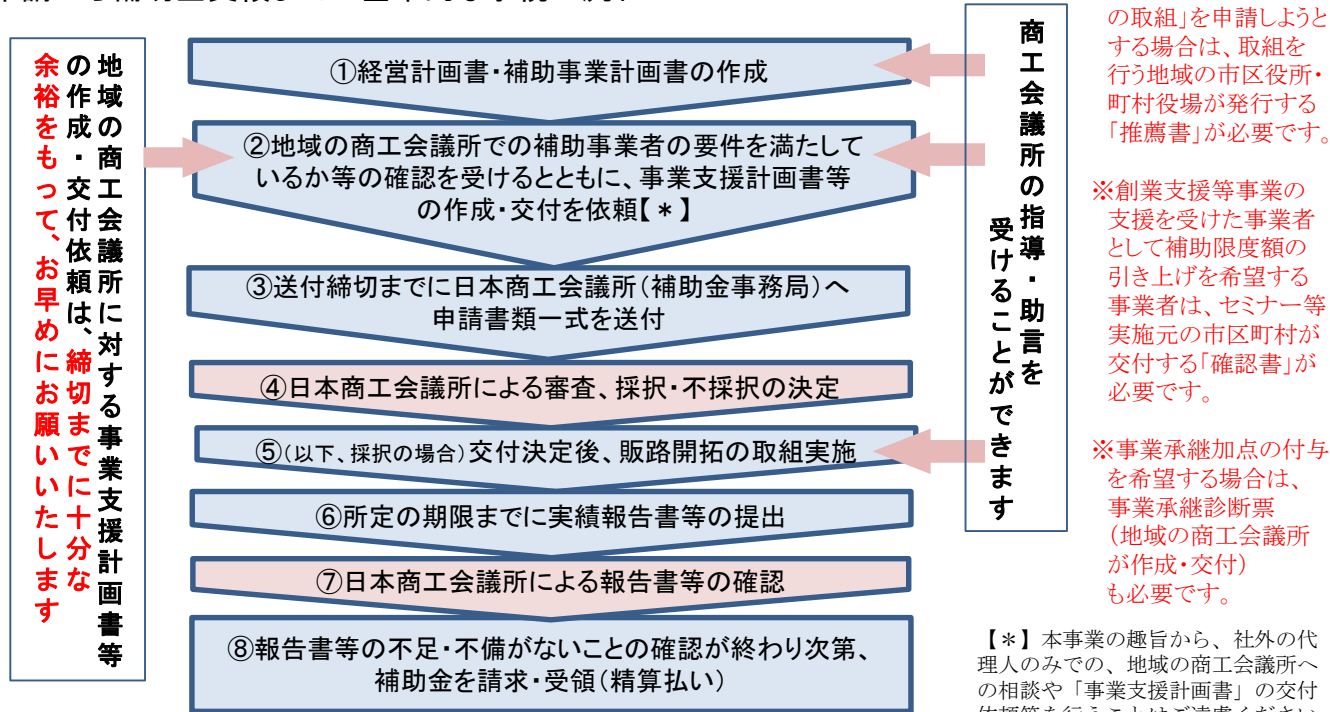 地域の商工会議所に対する事業支援計画書等
の作成・交付依頼は、締切までに十分な
余裕をもって、お早めにお願いいたします
①経営計画書・補助事業計画書の作成
②地域の商工会議所での補助事業者の要件を満たして
いるか等の確認を受けるとともに、事業支援計画書等
の作成・交付を依頼【＊】
③送付締切までに日本商工会議所（補助金事務局）へ
申請書類一式を送付
④日本商工会議所による審査、採択・不採択の決定
⑤（以下、採択の場合）交付決定後、販路開拓の取組実施
⑥所定の期限までに実績報告書等の提出
⑦日本商工会議所による報告書等の確認
⑧報告書等の不足・不備がないことの確認が終わり次第、
補助金を請求・受領（精算払い）
商工会議所の指導・助言を
受けることができます
の取組」を申請しようと
する場合は、取組を
行う地域の市区役所・
町村役場が発行する
「推薦書」が必要です。
※創業支援等事業の
支援を受けた事業者
として補助限度額の
引き上げを希望する
事業者は、セミナー等
実施元の市区町村が
交付する「確認書」が
必要です。
※事業承継加点の付与
を希望する場合は、
事業承継診断票
（地域の商工会議所
が作成・交付）
も必要です。
【＊】本事業の趣旨から、社外の代
理人のみでの、地域の商工会議所へ
の相談や「事業支援計画書」の交付